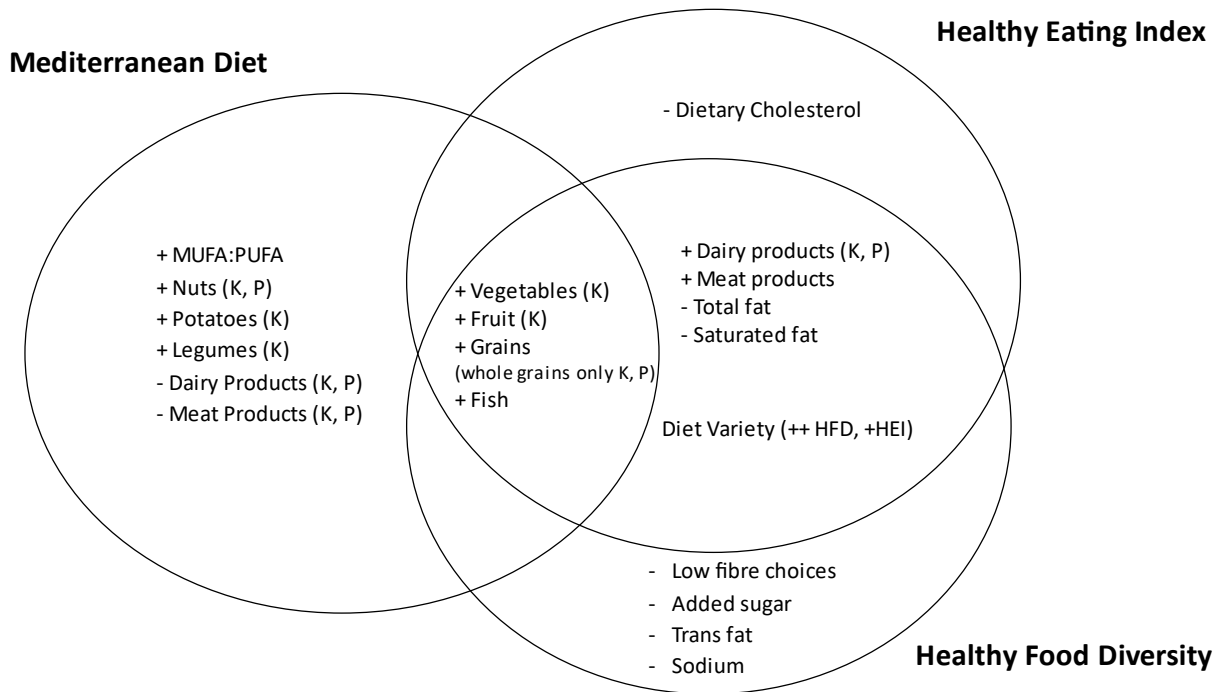 Healthy Eating Index
Mediterranean Diet
- Dietary Cholesterol
+ MUFA:PUFA
+ Nuts (K, P)
+ Potatoes (K)
+ Legumes (K)
- Dairy Products (K, P)
- Meat Products (K, P)
+ Vegetables (K)
+ Fruit (K)
+ Grains
(whole grains only K, P)
+ Fish
+ Dairy products (K, P)
+ Meat products
- Total fat
- Saturated fat
Diet Variety (++ HFD, +HEI)
- Low fibre choices
- Added sugar
- Trans fat
- Sodium
Healthy Food Diversity